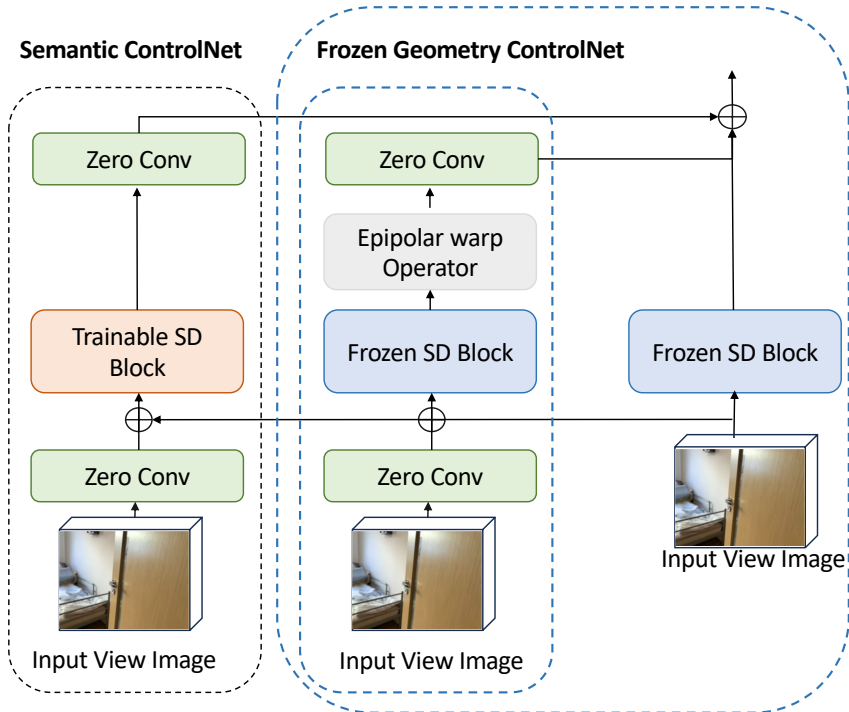 Semantic ControlNet
Frozen Geometry ControlNet
Zero Conv
Zero Conv
Epipolar warp
Operator
Trainable SD
Block
Frozen SD Block
Frozen SD Block
Zero Conv
Zero Conv
Input View Image
Input View Image
Input View Image